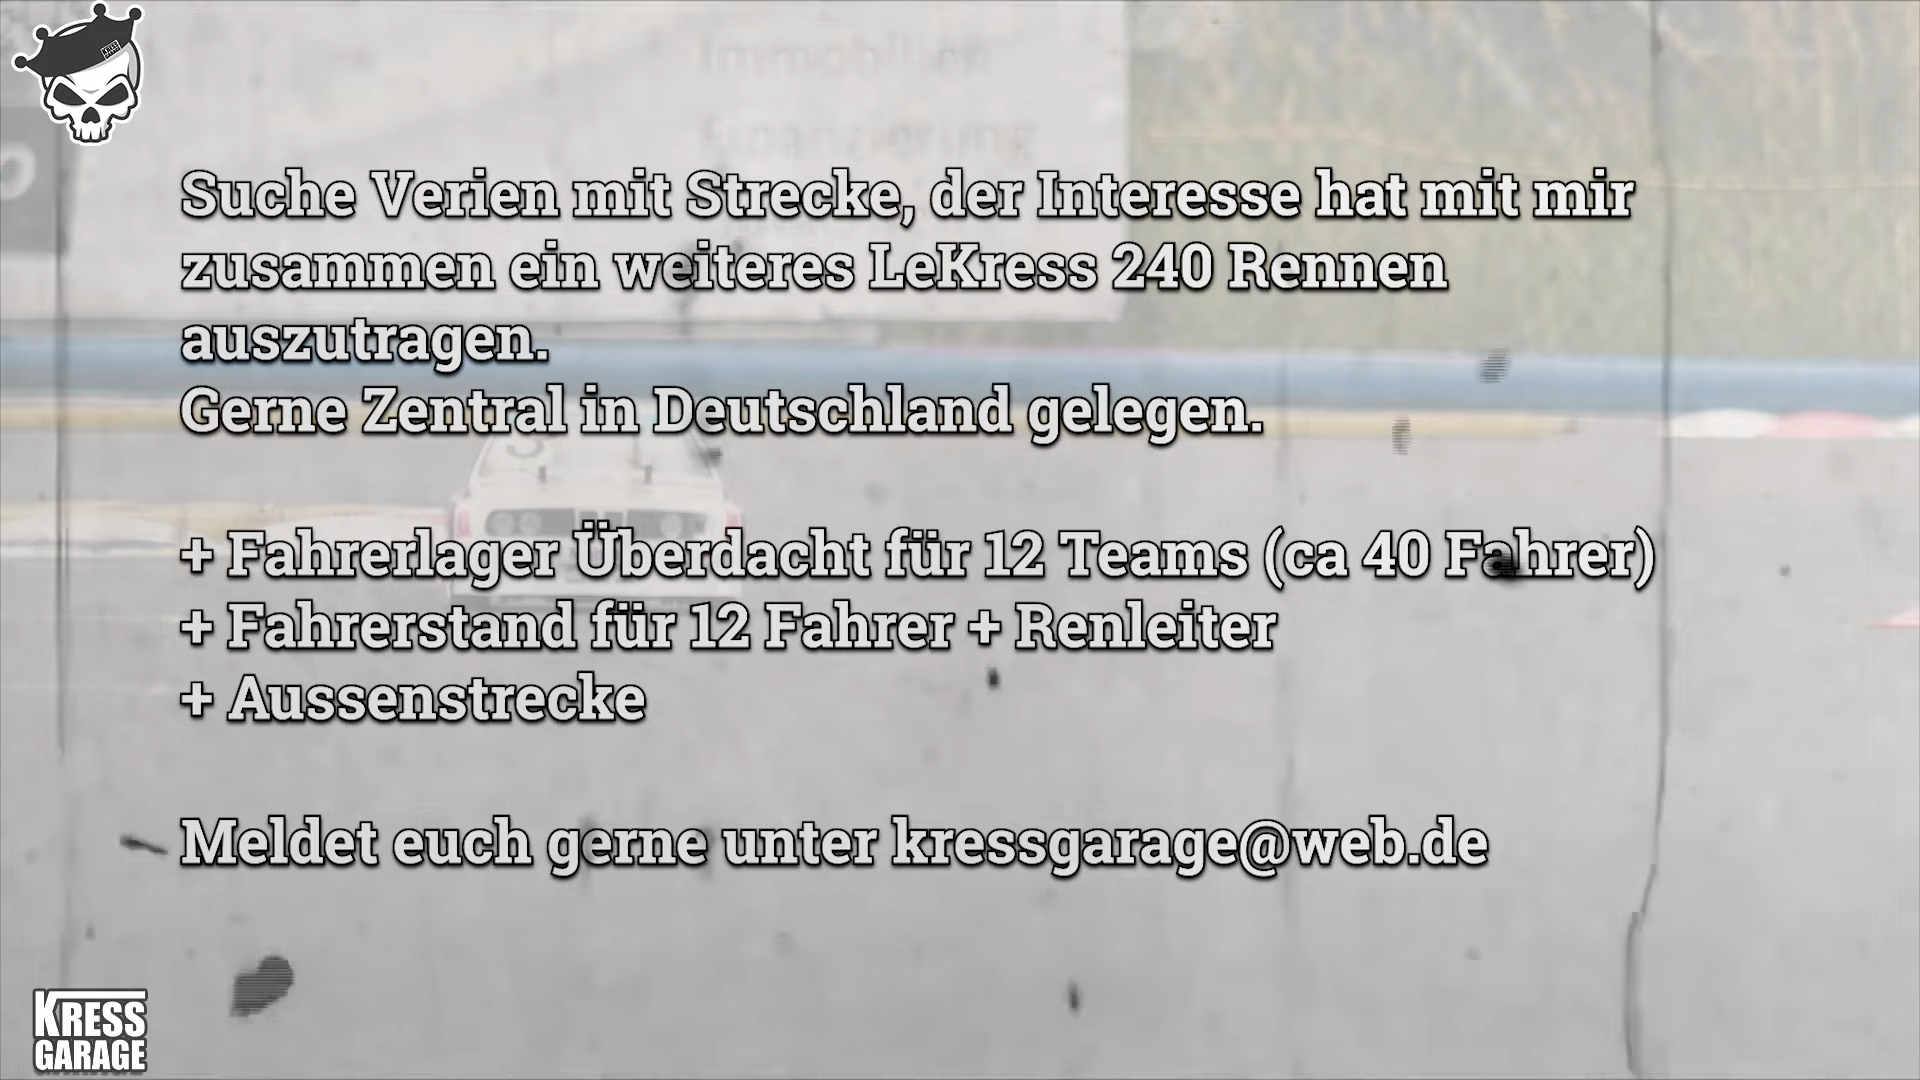 Immobilien
Finanzierung
Suche Verien mit Strecke, der Interesse hat mit mir
zusammen ein weiteres LeKress 240 Rennen
auszutragen.
Gerne Zentral in Deutschland gelegen.
+ Fahrerlager Überdacht für 12 Teams (ca 40 Fahrer)
+ Fahrerstand für 12 Fahrer + Renleiter
+ Aussenstrecke
Meldet euch gerne unter kressgarage@web.de
KRESS
GARAGE